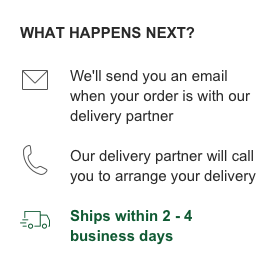 WHAT HAPPENS NEXT?
We'll send you an email
when your order is with our
delivery partner
Our delivery partner will call
you to arrange your delivery
Ships within 2 - 4
business days